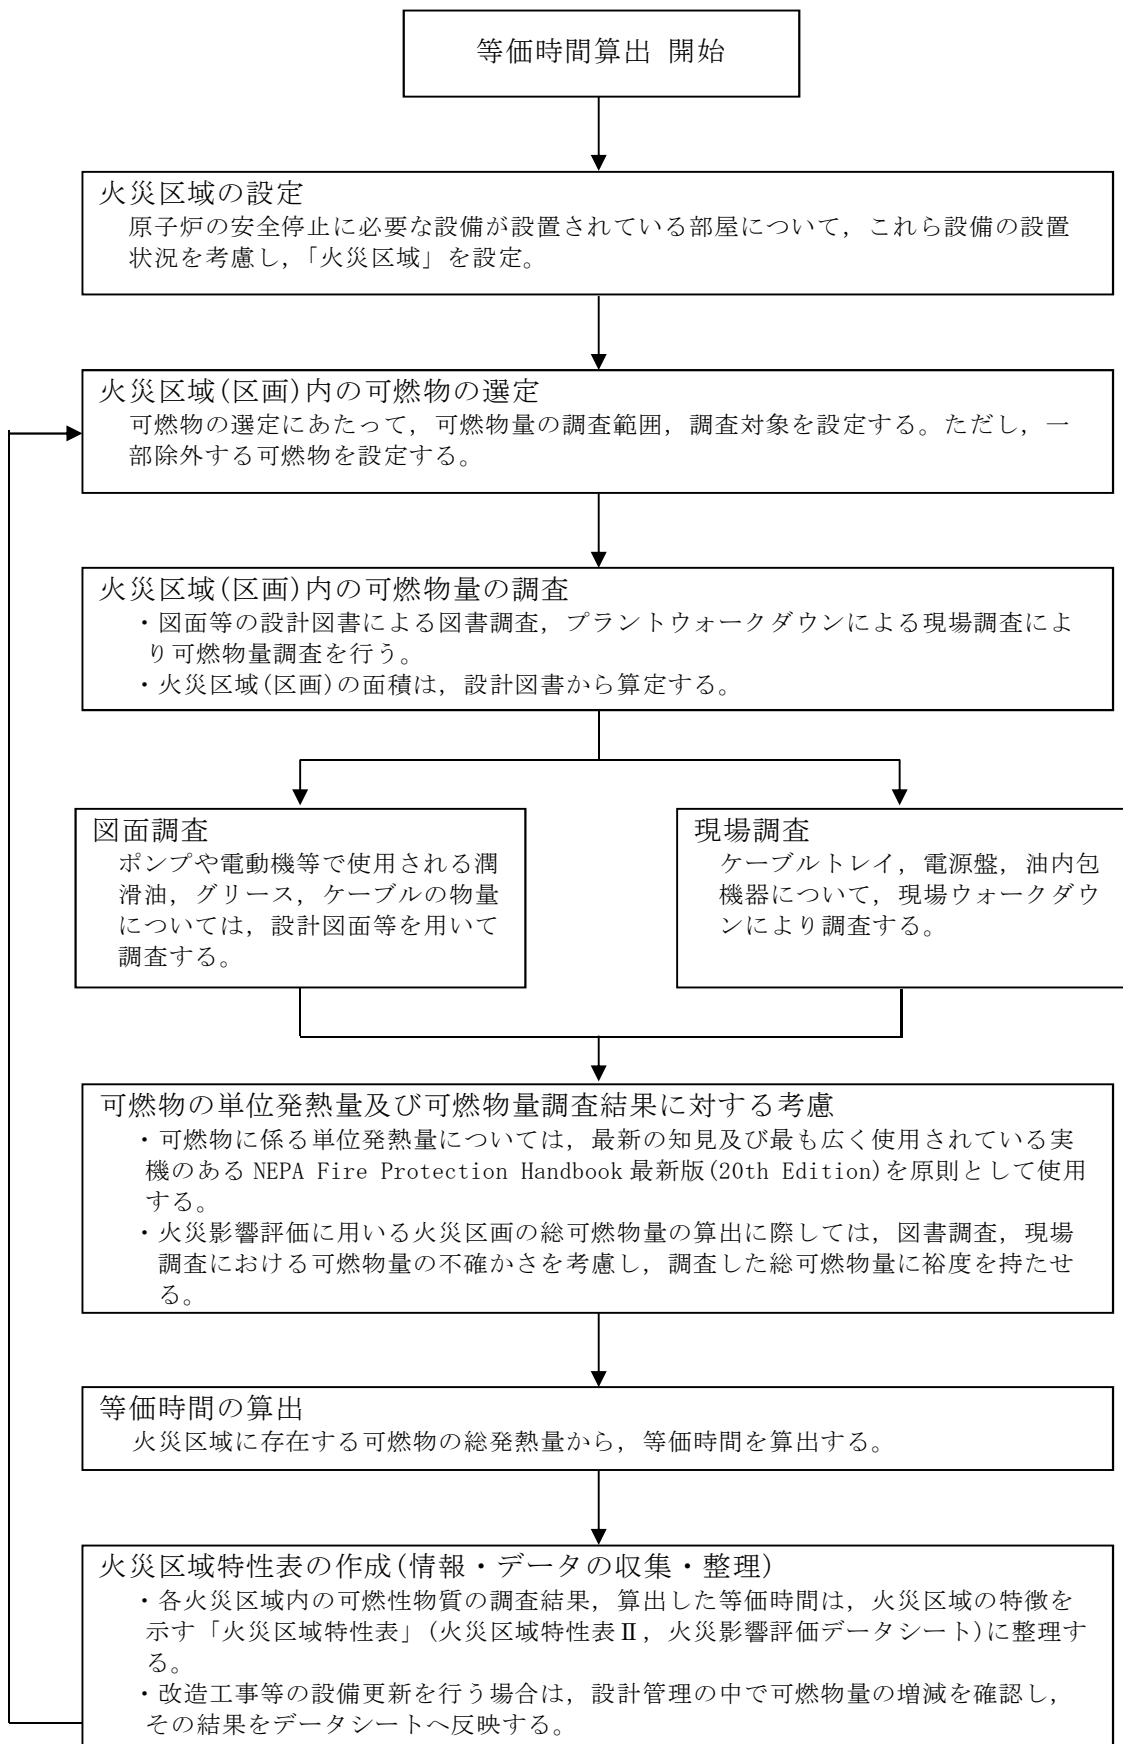 等価時間算出 開始
火災区域の設定
原子炉の安全停止に必要な設備が設置されている部屋について，これら設備の設置
状況を考慮し，「火災区域」を設定。
火災区域(区画)内の可燃物の選定
可燃物の選定にあたって，可燃物量の調査範囲，調査対象を設定する。ただし，一
部除外する可燃物を設定する。
火災区域(区画)内の可燃物量の調査
・図面等の設計図書による図書調査，プラントウォークダウンによる現場調査によ
り可燃物量調査を行う。
・火災区域(区画)の面積は，設計図書から算定する。
図面調査
ポンプや電動機等で使用される潤
滑油，グリース，ケーブルの物量
については，設計図面等を用いて
調査する。
現場調査
ケーブルトレイ，電源盤，油内包
機器について，現場ウォークダウ
ンにより調査する。
可燃物の単位発熱量及び可燃物量調査結果に対する考慮
・可燃物に係る単位発熱量については，最新の知見及び最も広く使用されている実
機のある NEPA Fire Protection Handbook 最新版(20th Edition)を原則として使用
する。
・火災影響評価に用いる火災区画の総可燃物量の算出に際しては，図書調査，現場
調査における可燃物量の不確かさを考慮し，調査した総可燃物量に裕度を持たせ
る。
等価時間の算出
火災区域に存在する可燃物の総発熱量から，等価時間を算出する。
火災区域特性表の作成(情報・データの収集・整理)
・各火災区域内の可燃性物質の調査結果，算出した等価時間は，火災区域の特徴を
示す「火災区域特性表」(火災区域特性表Ⅱ，火災影響評価データシート)に整理す
る。
・改造工事等の設備更新を行う場合は，設計管理の中で可燃物量の増減を確認し，
その結果をデータシートへ反映する。